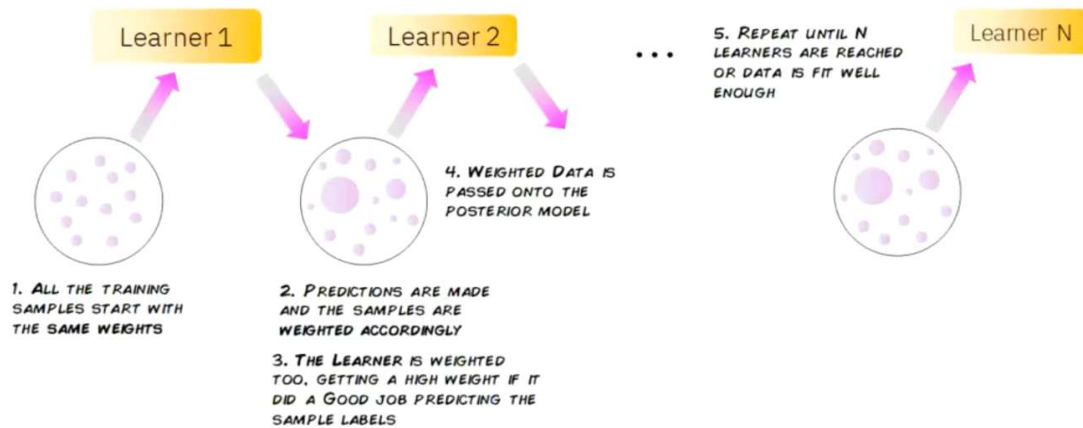 Learner 1
Learner 2
...
5. REPEAT UNTIL N
LEARNERS ARE REACHED
OR DATA IS FIT WELL
ENOUGH
Learner N
4. WEIGHTED DATA IS
PASSED ONTO THE
POSTERIOR MODEL
1. ALL THE TRAINING
SAMPLES START WITH
THE SAME WEIGHTS
2. PREDICTIONS ARE MADE
AND THE SAMPLES ARE
WEIGHTED ACCORDINGLY
3. THE LEARNER IS WEIGHTED
TOO, GETTING A HIGH WEIGHT IF IT
DID A GOOD JOB PREDICTING THE
SAMPLE LABELS